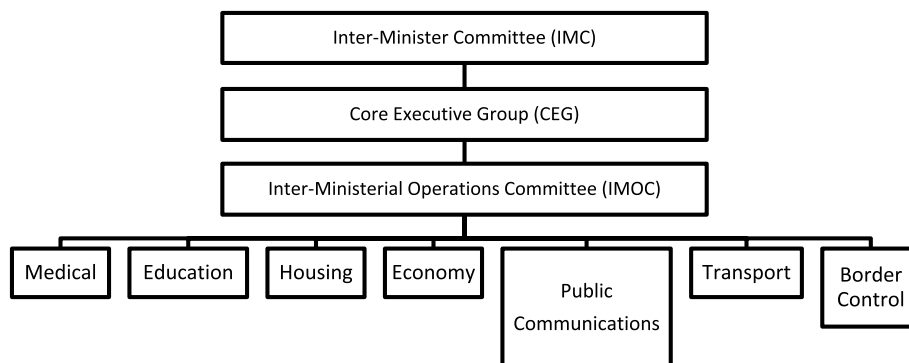 Inter-Minister Committee (IMC)
Core Executive Group (CEG)
Inter-Ministerial Operations Committee (IMOC)
Medical
Education
Housing
Economy
Public
Communications
Transport
Border
Control